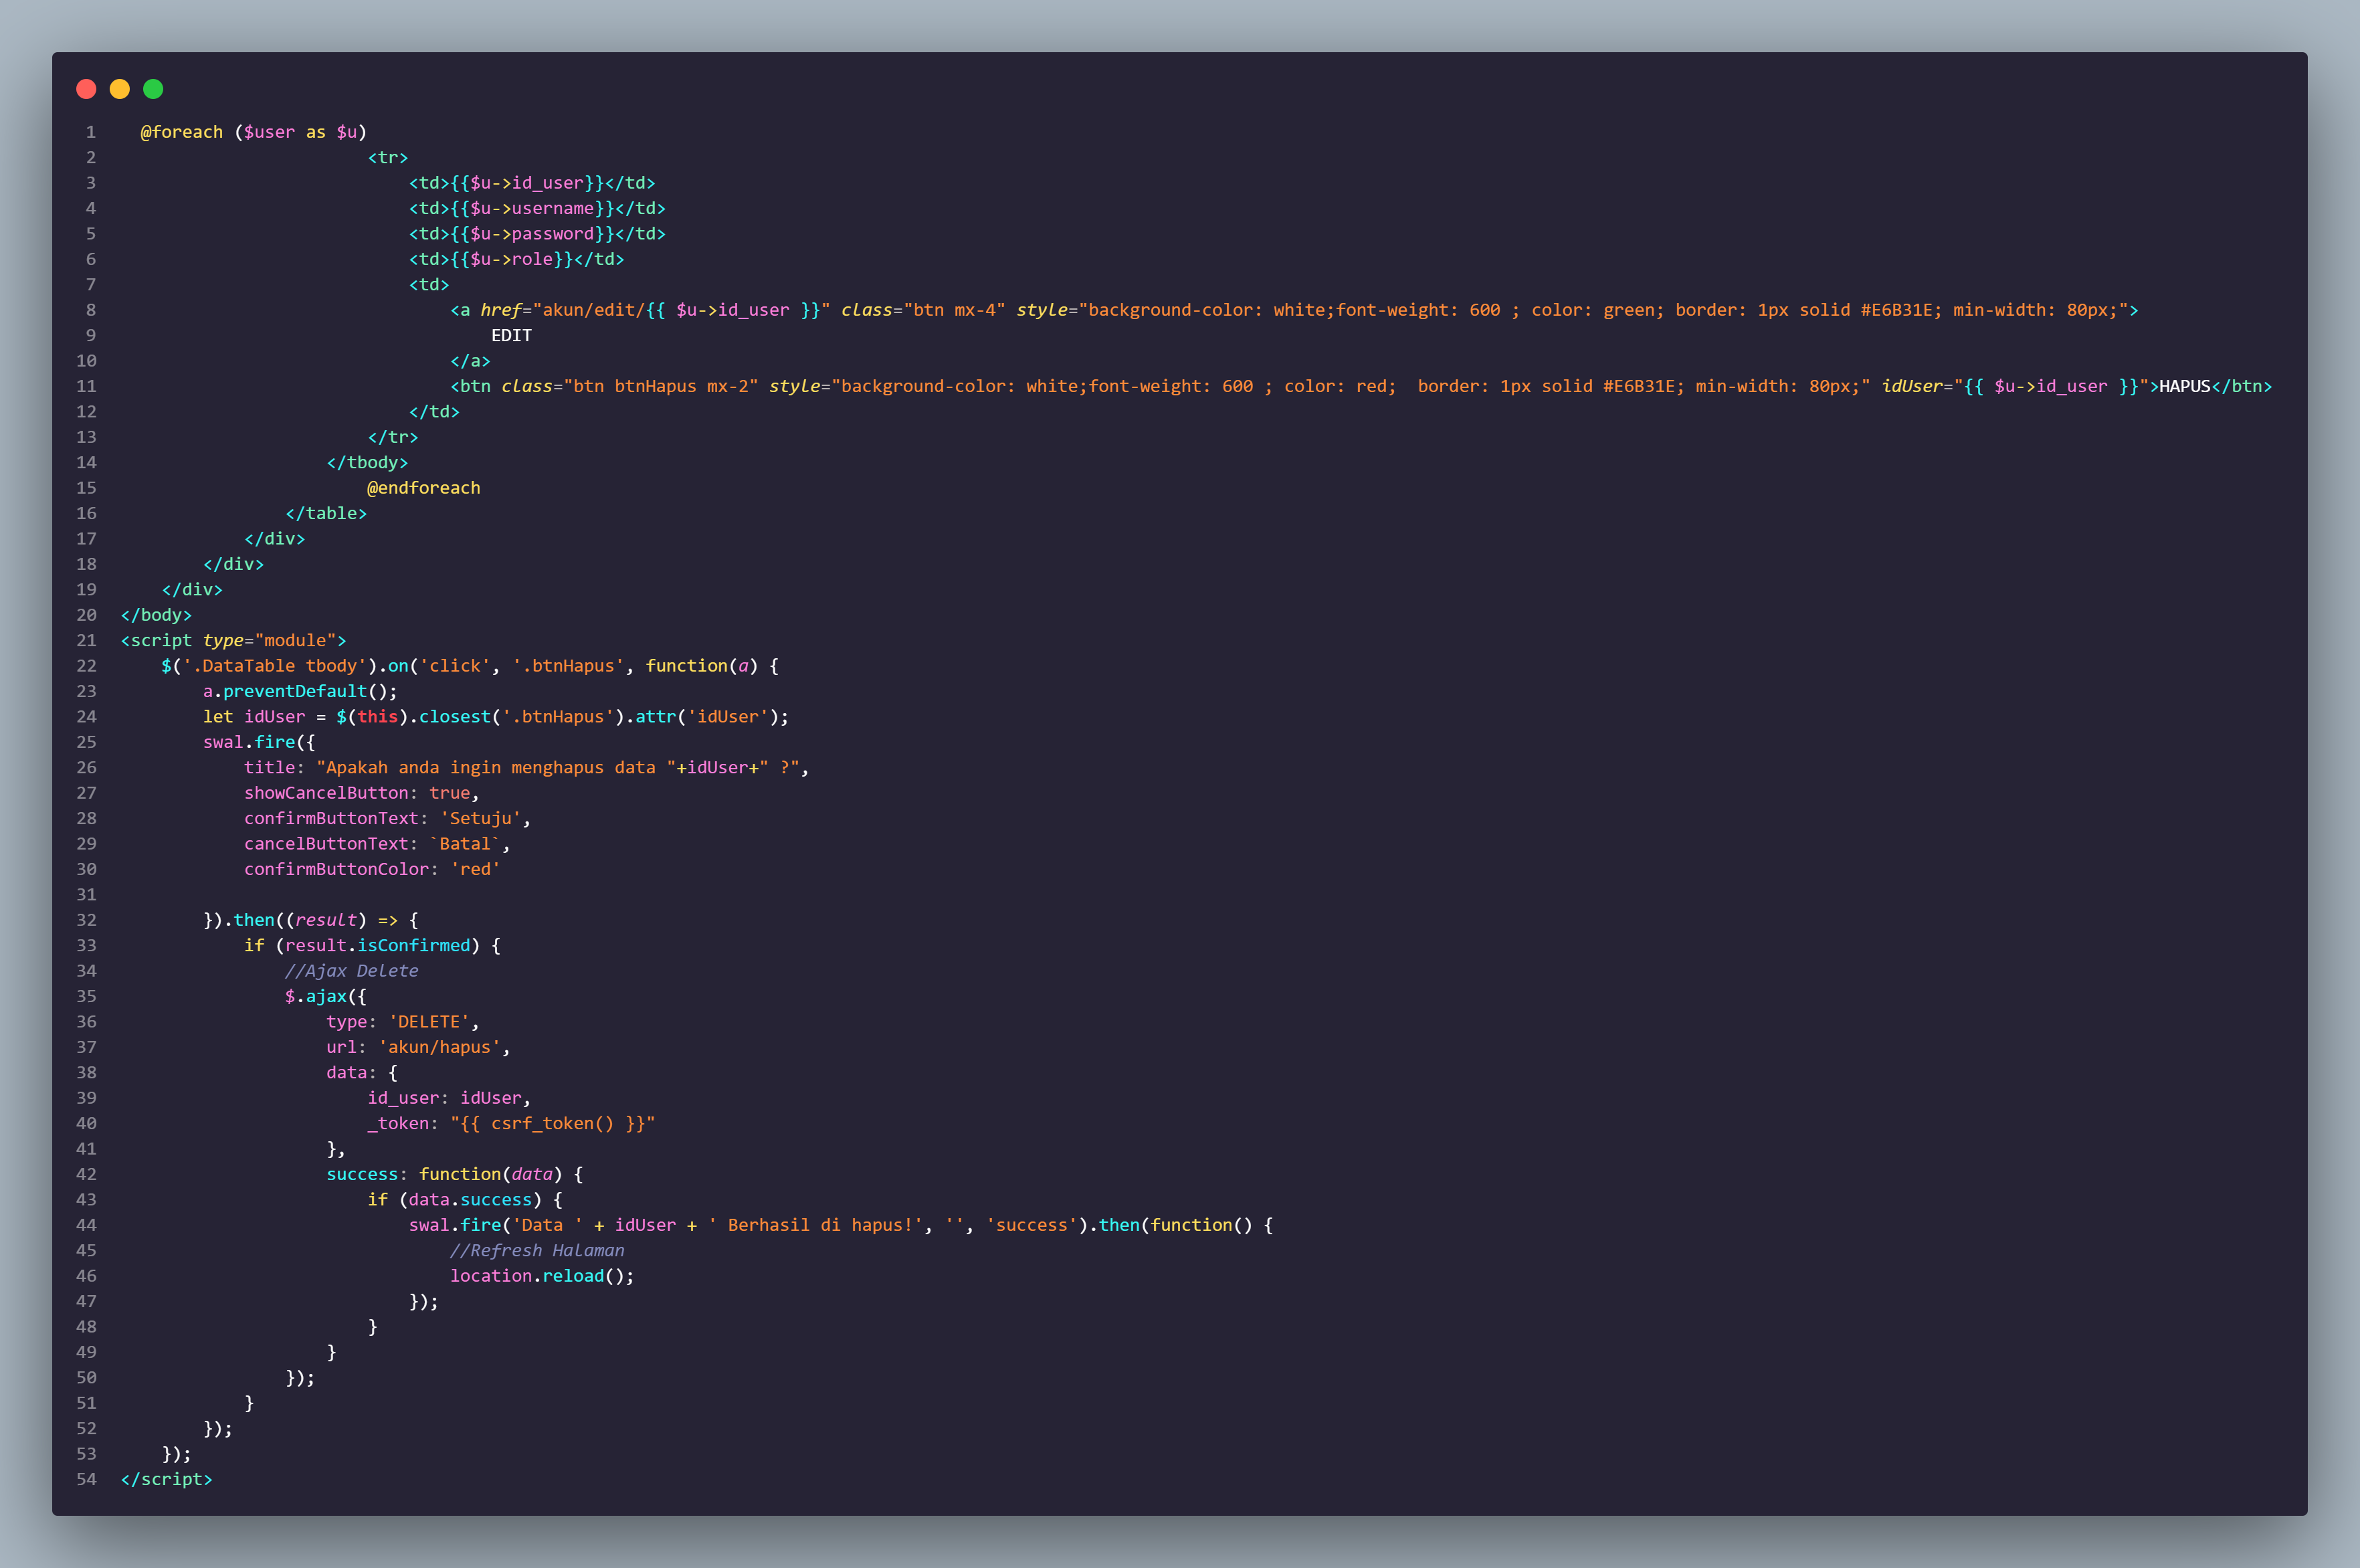 1 @foreach ($user as $u)
2 <tr>
3 <td>{{$u->id_user}}</td>
4 <td>{{$u->username}}</td>
5 <td>{{$u->password}}</td>
6 <td>{{$u->role}}</td>
7 <td>
8 <a href="akun/edit/{{ $u->id_user }}" class="btn mx-4" style="background-color: white;font-weight: 600 ; color: green; border: 1px solid #E6B31E; min-width: 80px;">
9 EDIT
10 </a>
11 <btn class="btn btnHapus mx-2" style="background-color: white;font-weight: 600 ; color: red;  border: 1px solid #E6B31E; min-width: 80px;" idUser="{{ $u->id_user }}">HAPUS</btn>
12 </td>
13 </tr>
14 </tbody>
15 @endforeach
16 </table>
17 </div>
18 </div>
19 </div>
20 </body>
21 <script type="module">
22 $('.DataTable tbody').on('click', '.btnHapus', function(a) {
23 a.preventDefault();
24 let idUser = $(this).closest('.btnHapus').attr('idUser');
25 swal.fire({
26 title: "Apakah anda ingin menghapus data "+idUser+" ?",
27 showCancelButton: true,
28 confirmButtonText: 'Setuju',
29 cancelButtonText: `Batal`,
30 confirmButtonColor: 'red'
31
32 }).then((result) => {
33 if (result.isConfirmed) {
34 //Ajax Delete
35 $.ajax({
36 type: 'DELETE',
37 url: 'akun/hapus',
38 data: {
39 id_user: idUser,
40 _token: "{{ csrf_token() }}"
41 },
42 success: function(data) {
43 if (data.success) {
44 swal.fire('Data ' + idUser + ' Berhasil di hapus!', '', 'success').then(function() {
45 //Refresh Halaman
46 location.reload();
47 });
48 }
49 }
50 });
51 }
52 });
53 });
54 </script>